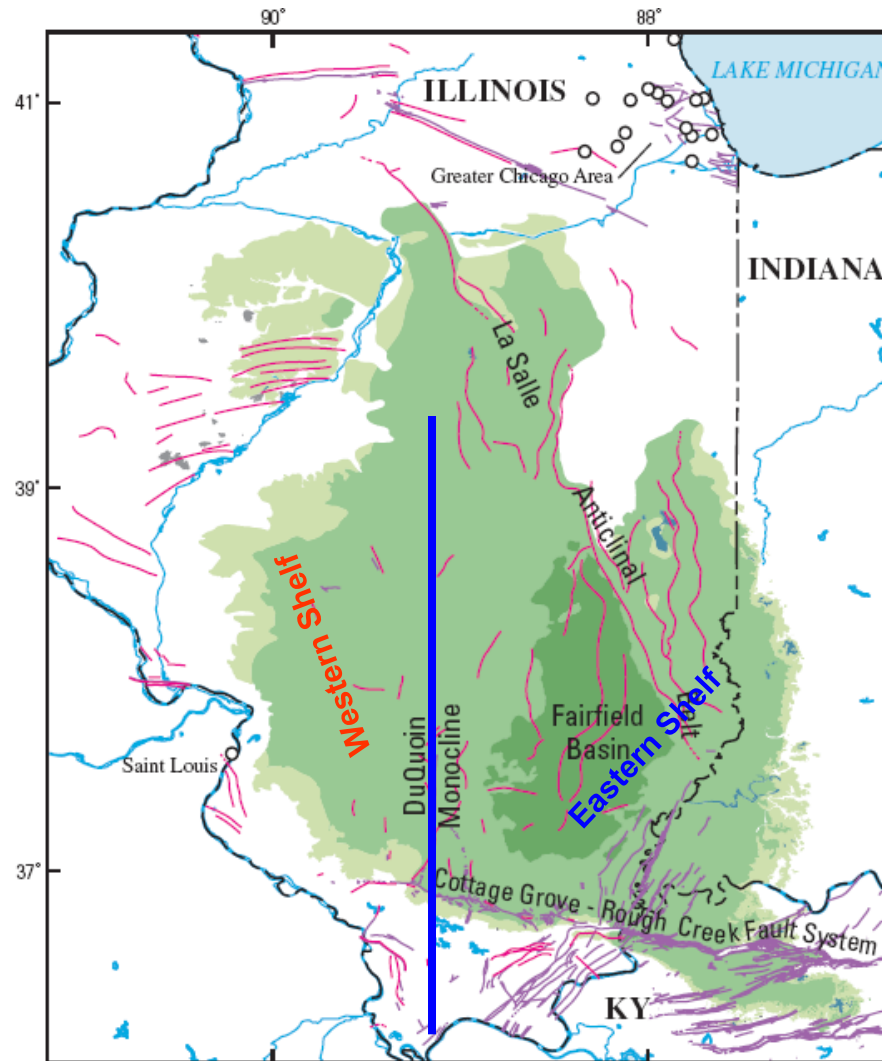 90°
88°
41°
ILLINOIS
LAKE MICHIGAN
Greater Chicago Area
INDIANA
La Salle
39°
Anticlinal
Western Shelf
Belt
Eastern Shelf
Fairfield
Basin
DuQuoin
Monocline
Saint Louis
37°
Cottage Grove - Rough Creek Fault System
KY